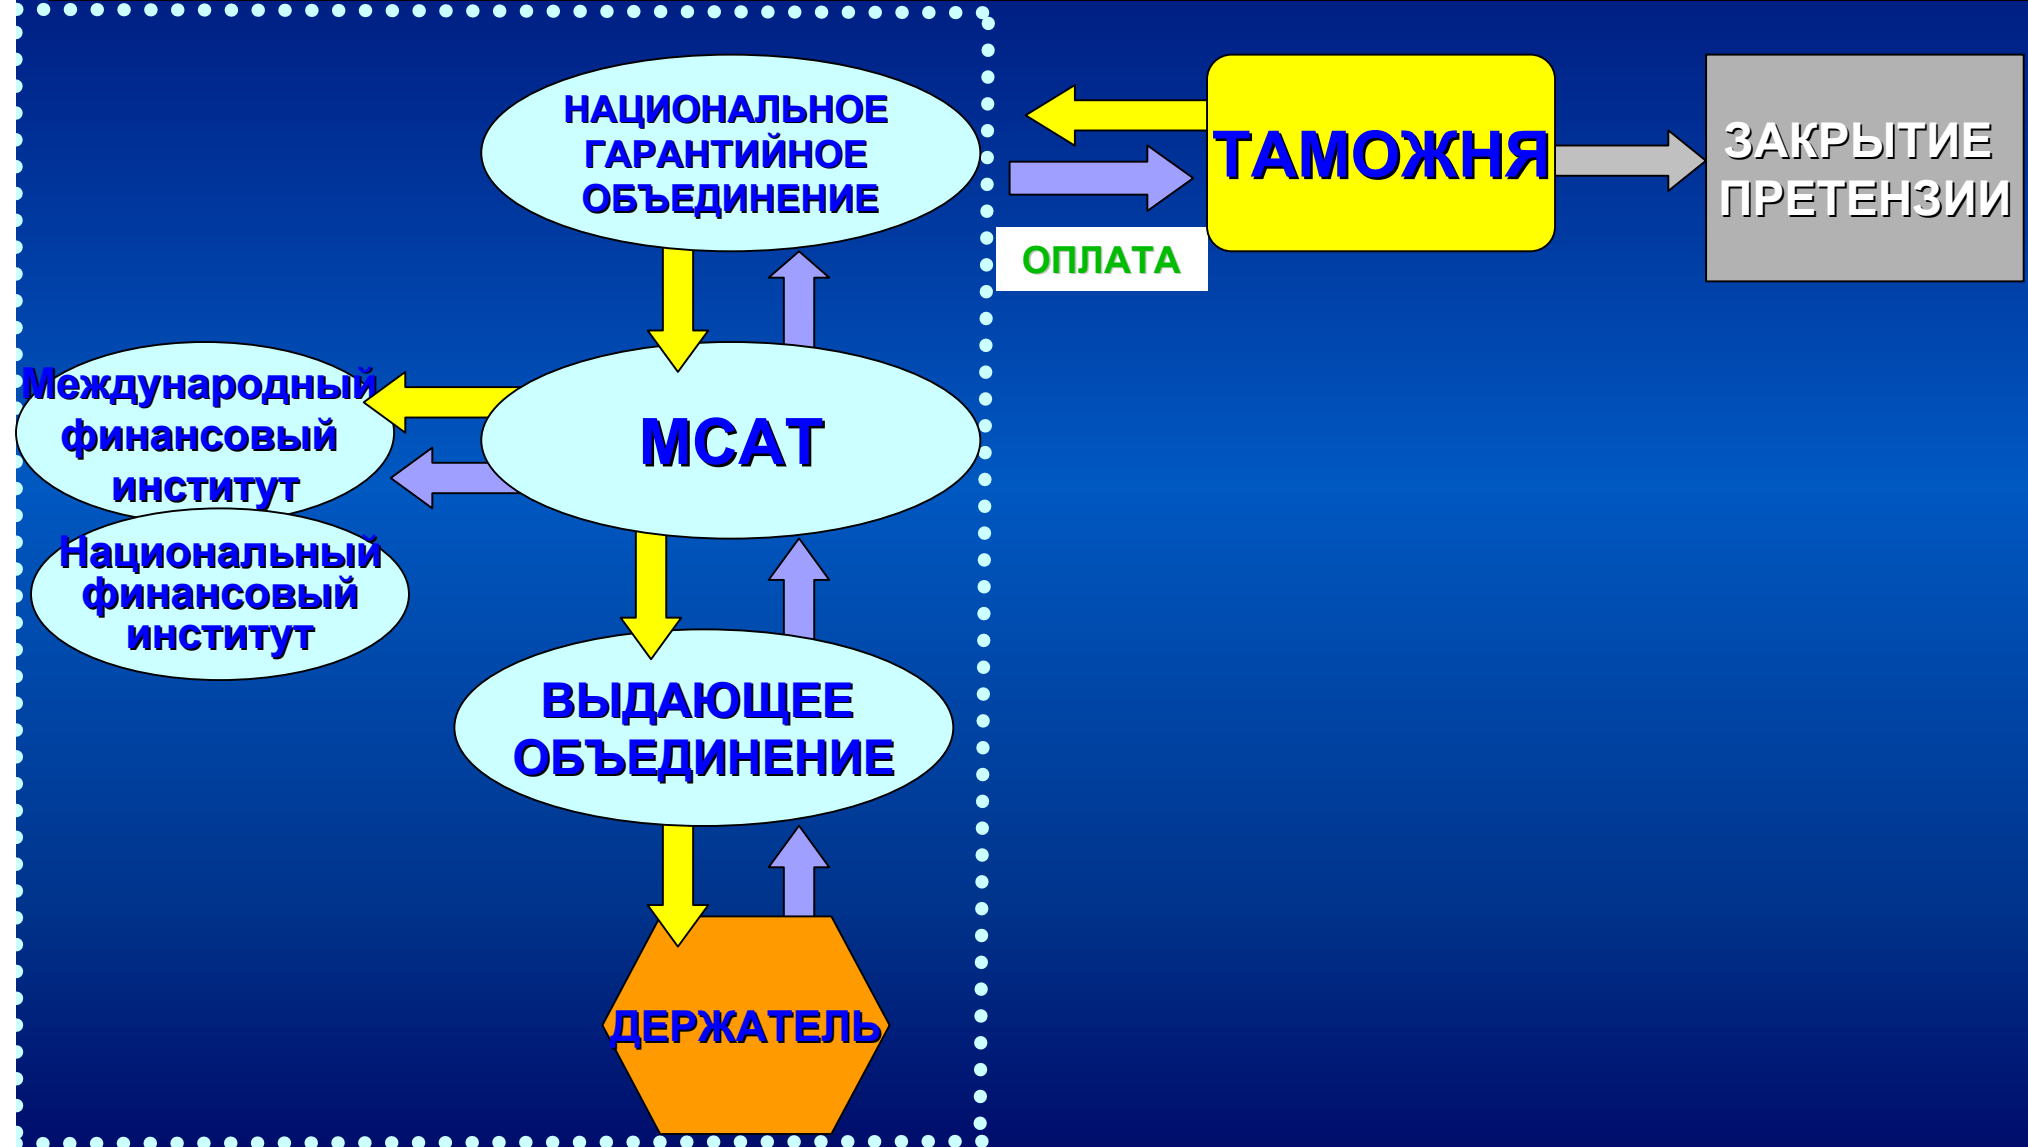 НАЦИОНАЛЬНОЕ
ГАРАНТИЙНОЕ
ОБЪЕДИНЕНИЕ
ТАМОЖНЯ
ЗАКРЫТИЕ
ПРЕТЕНЗИИ
ОПЛАТА
Международный
финансовый
институт
МСАТ
Национальный
финансовый
институт
ВЫДАЮЩЕЕ
ОБЪЕДИНЕНИЕ
ДЕРЖАТЕЛЬ